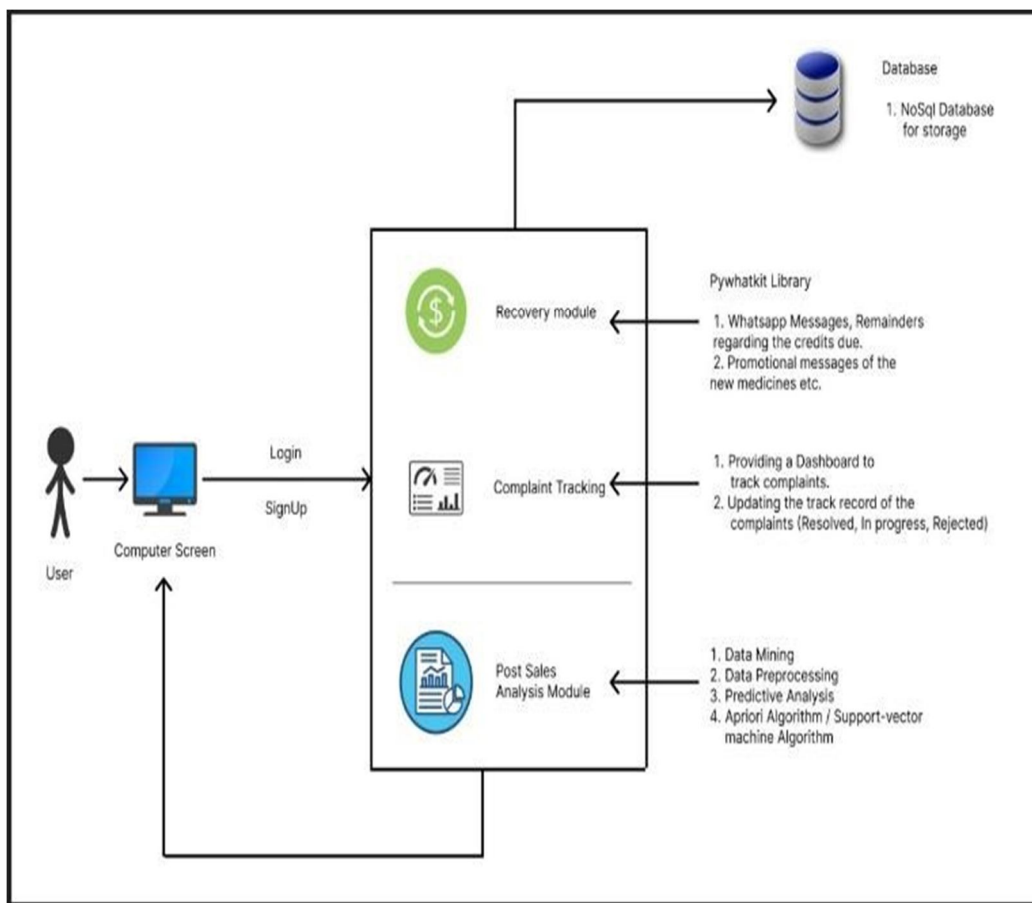 Database
1. NoSql Database
for storage
Recovery module
Pywhatkit Library
1. Whatsapp Messages, Remainders
regarding the credits due.
2. Promotional messages of the
new medicines etc.
User
Computer Screen
Login
SignUp
Complaint Tracking
1. Providing a Dashboard to
track complaints.
2. Updating the track record of the
complaints (Resolved, In progress, Rejected)
Post Sales
Analysis Module
1. Data Mining
2. Data Preprocessing
3. Predictive Analysis
4. Apriori Algorithm / Support-vector
machine Algorithm
$